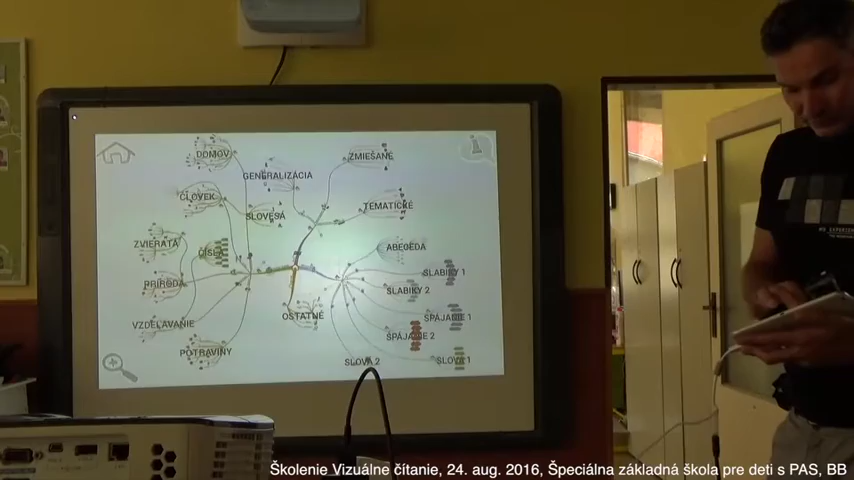 DOMOV
ZMIEŠANÉ
GENERALIZÁCIA
ČLOVEK
TEMATICKÉ
SLOVESÁ
ZVIERATÁ
ČÍSLA
ABECEDA
SLABIKY 1
PRÍRODA
SLABIKY 2
OSTATNÉ
SPÁJANIE 1
VZDELÁVANIE
SPÁJANIE 2
POTRAVINY
SLOVÁ 2
SLOVÁ 1
Školenie Vizuálne čítanie, 24. aug. 2016, Špeciálna základná škola pre deti s PAS, BB